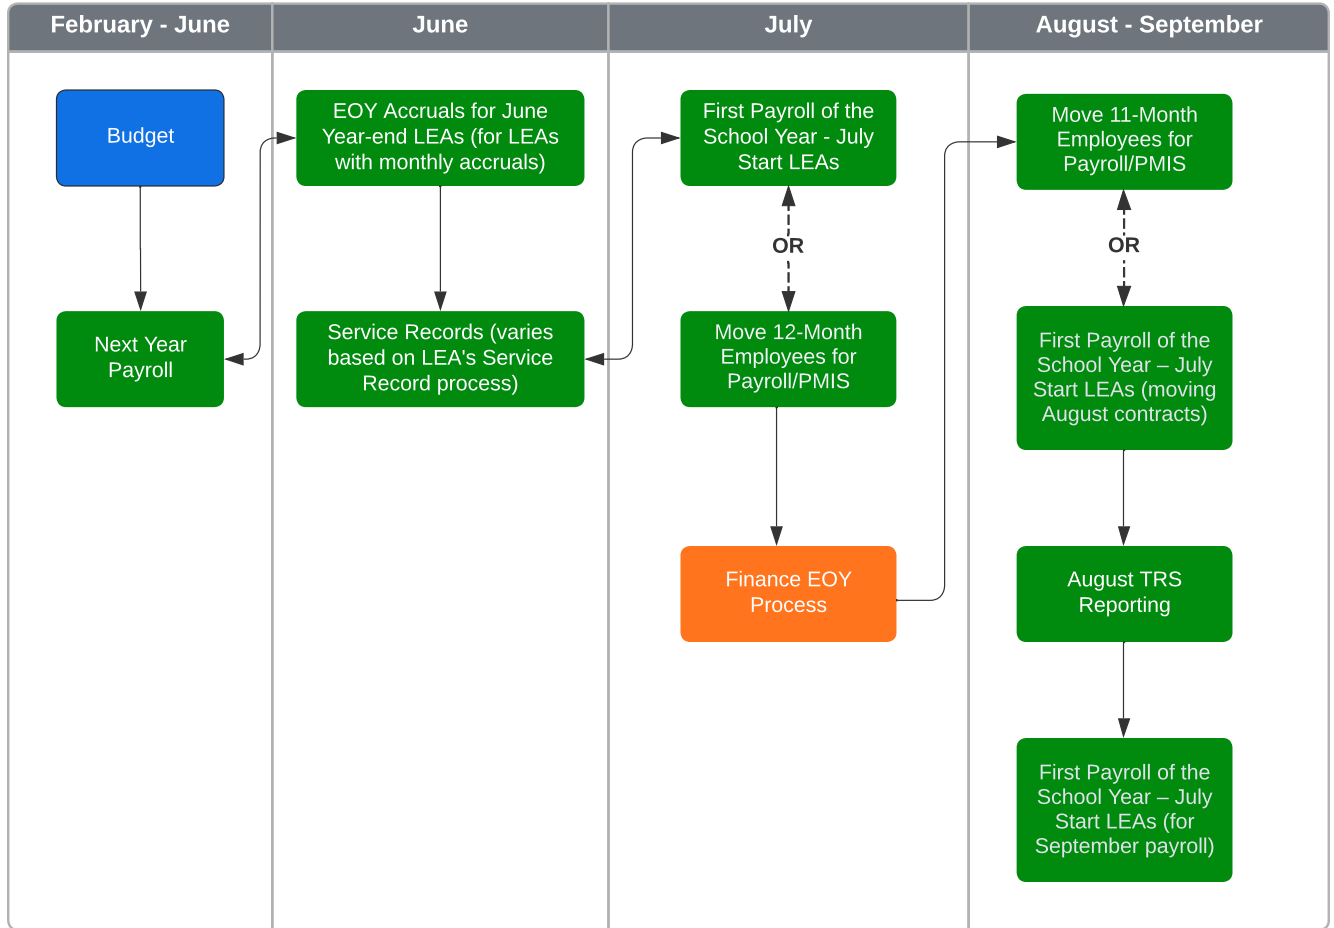 February - June
June
July
August - September
Budget
Next Year
Payroll
EOY Accruals for June
Year-end LEAs (for LEAs
with monthly accruals)
Service Records (varies
based on LEA's Service
Record process)
First Payroll of the
School Year - July
Start LEAs
OR
Move 12-Month
Employees for
Payroll/PMIS
Finance EOY
Process
Move 11-Month
Employees for
Payroll/PMIS
OR
First Payroll of the
School Year – July
Start LEAs (moving
August contracts)
August TRS
Reporting
First Payroll of the
School Year – July
Start LEAs (for
September payroll)